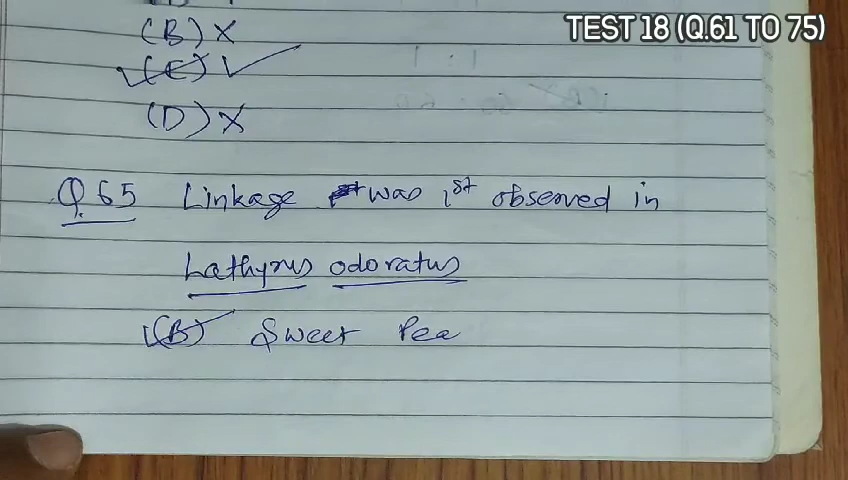 TEST 18 (Q.61 TO 75)
(B) X
(C) ✓
(D) X
Q.65 Linkage was 1st observed in
Lathyrus odoratus
(B) Sweet Pea